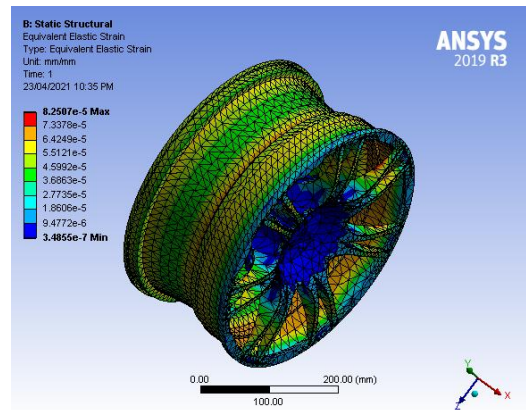 B: Static Structural
Equivalent Elastic Strain
Type: Equivalent Elastic Strain
Unit: mm/mm
Time: 1
23/04/2021 10:35 PM
8.2507e-5 Max
7.3378e-5
6.4249e-5
5.5121e-5
4.5992e-5
3.6863e-5
2.7735e-5
1.8606e-5
9.4772e-6
3.4855e-7 Min
ANSYS
2019 R3
0.00
200.00 (mm)
100.00
Y
X
Z